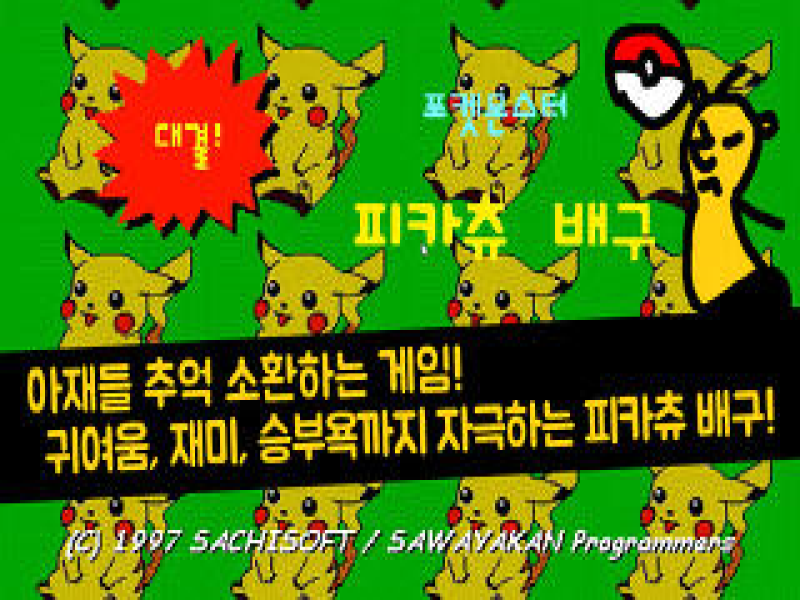 대결!
포켓몬스터
피카츄 배구
아재들 추억 소환하는 게임!
귀여움, 재미, 승부욕까지 자극하는 피카츄 배구!
(C) 1997 SACHISOFT / SAWAYAKAN Programmers